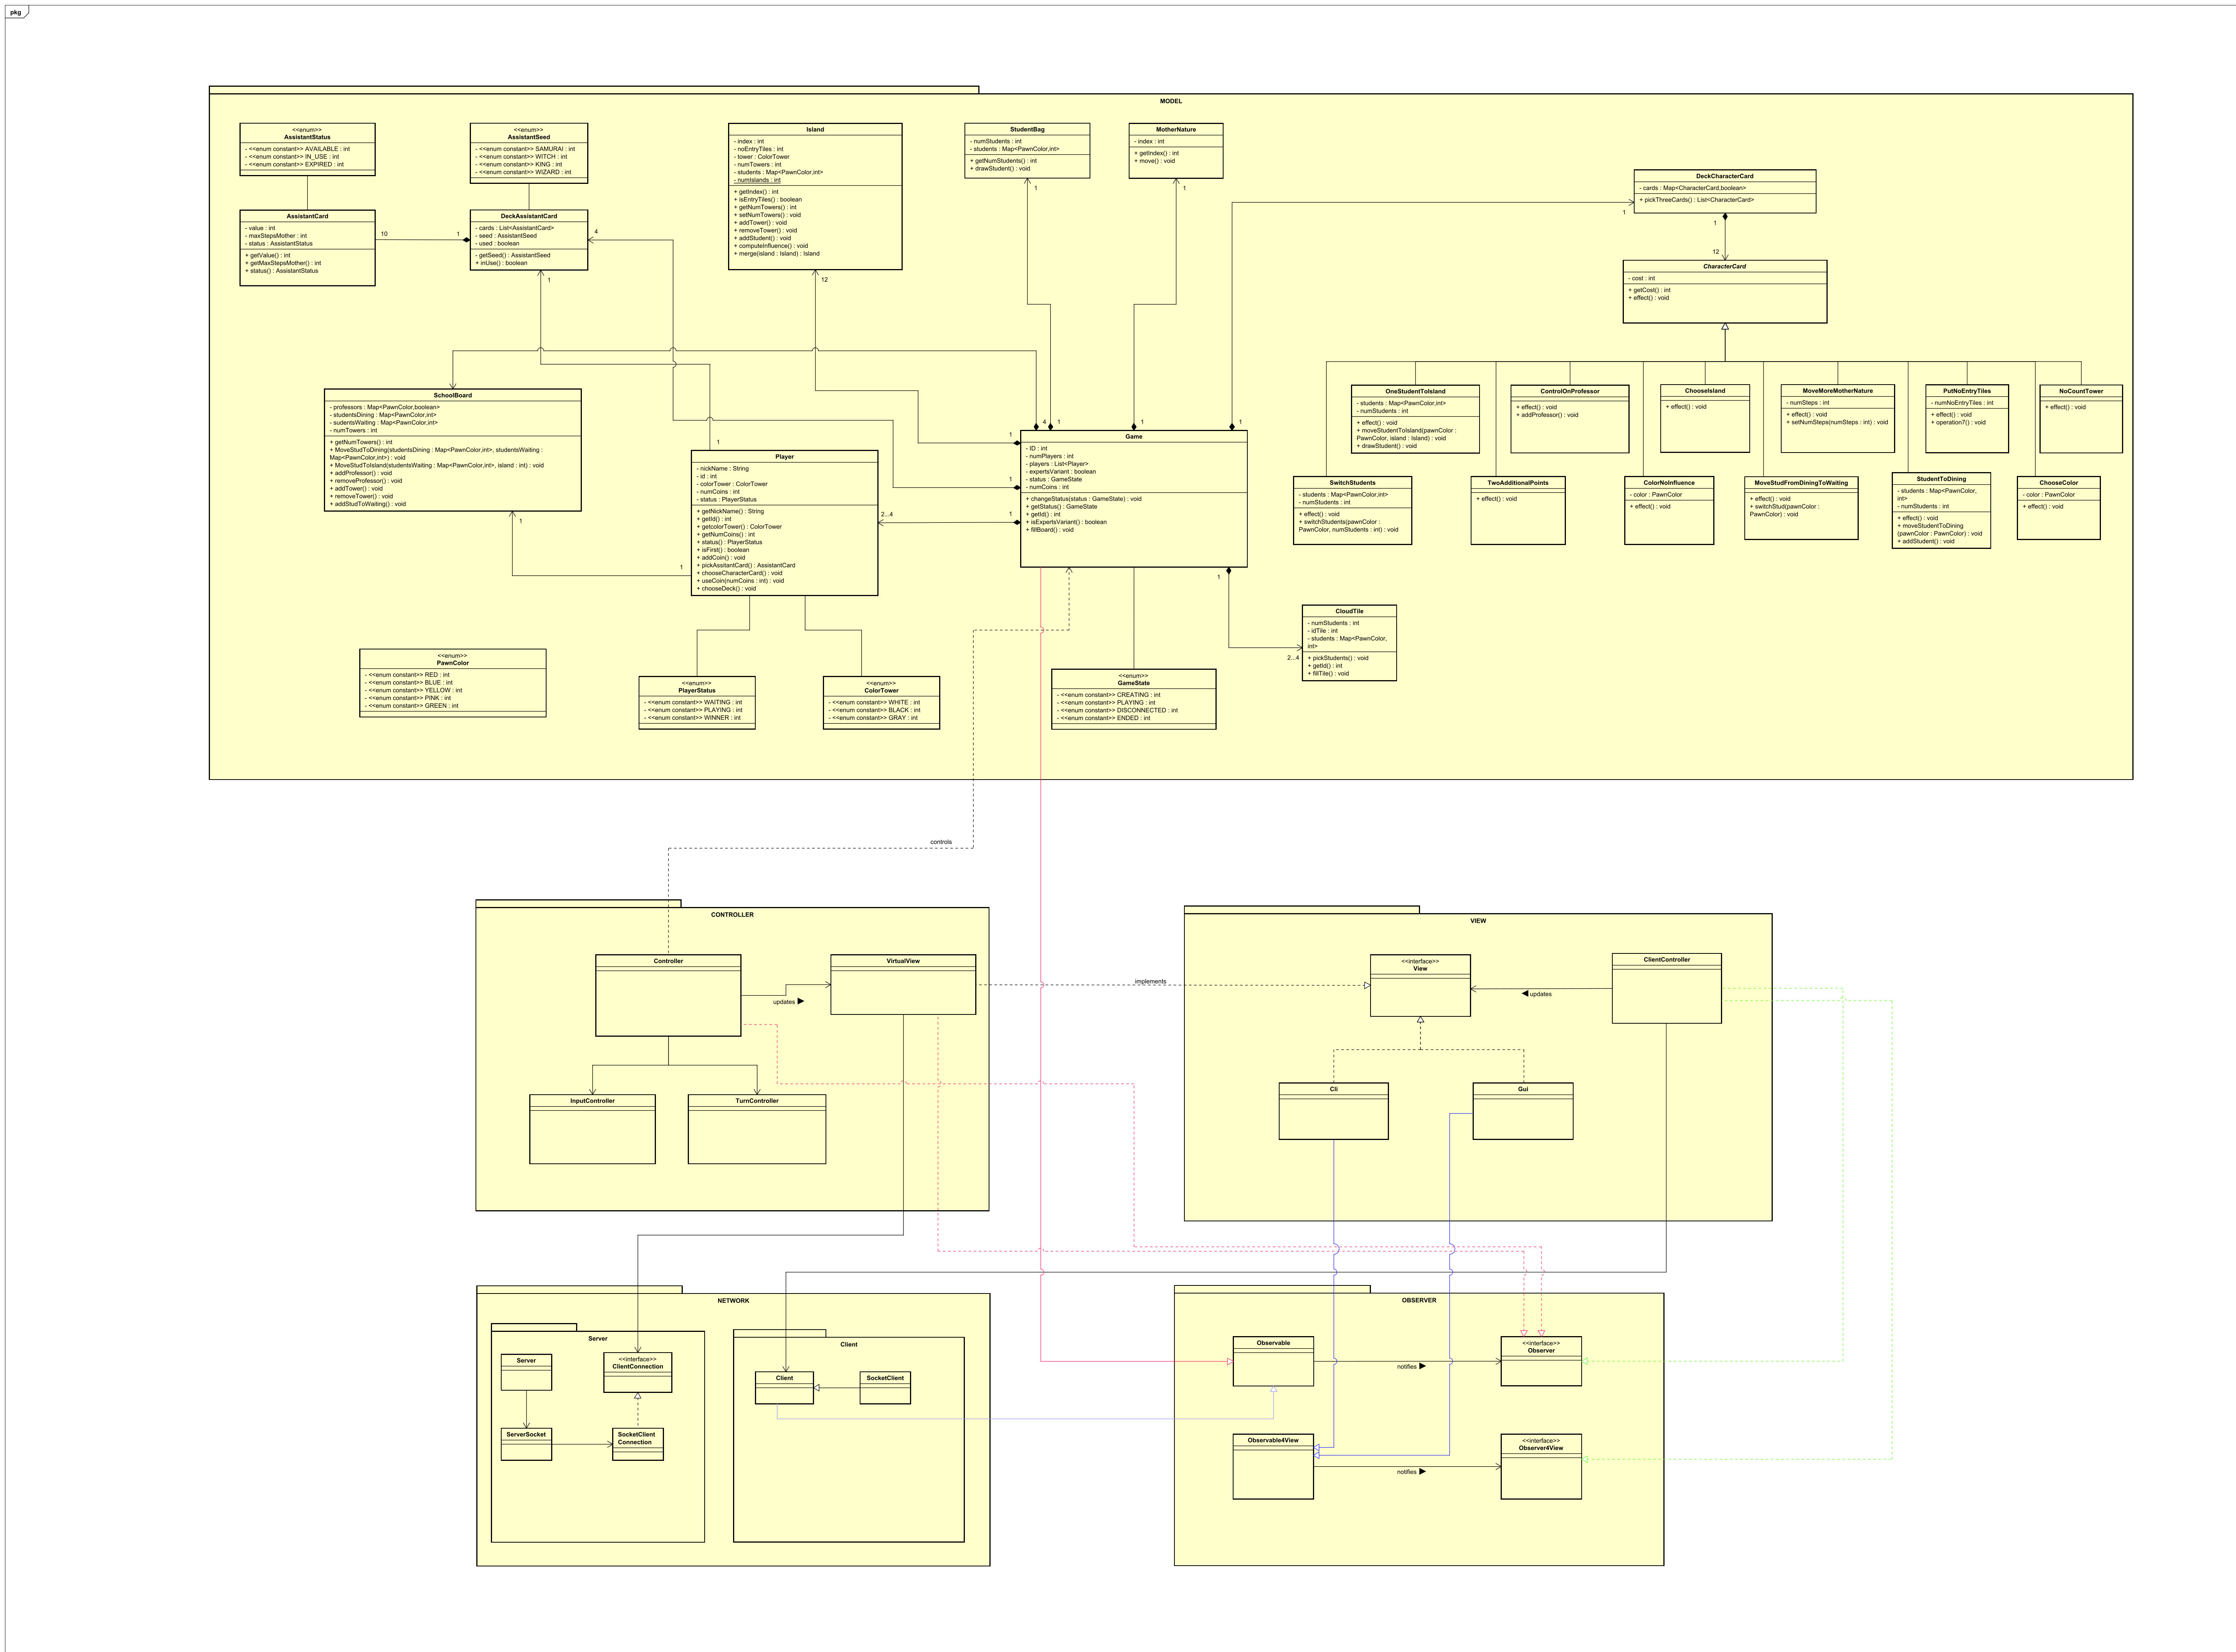 pkg
MODEL
<<enum>>
AssistantStatus
- <<enum constant>> AVAILABLE : int
- <<enum constant>> IN_USE : int
- <<enum constant>> EXPIRED : int
<<enum>>
AssistantSeed
- <<enum constant>> SAMURAI : int
- <<enum constant>> WITCH : int
- <<enum constant>> KING : int
- <<enum constant>> WIZARD : int
Island
- index : int
- noEntryTiles : int
- tower : ColorTower
- numTowers : int
- students : Map<PawnColor,int>
- numIslands : int
+ getIndex() : int
+ isEntryTiles() : boolean
+ getNumTowers() : int
+ setNumTowers() : void
+ addTower() : void
+ removeTower() : void
+ addStudent() : void
+ computeInfluence() : void
+ merge(island : Island) : Island
StudentBag
- numStudents : int
- students : Map<PawnColor,int>
+ getNumStudents() : int
+ drawStudent() : void
MotherNature
- index : int
+ getIndex() : int
+ move() : void
DeckCharacterCard
- cards : Map<CharacterCard,boolean>
+ pickThreeCards() : List<CharacterCard>
AssistantCard
- value : int
- maxStepsMother : int
- status : AssistantStatus
+ getValue() : int
+ getMaxStepsMother() : int
+ status() : AssistantStatus
10
1
DeckAssistantCard
- cards : List<AssistantCard>
- seed : AssistantSeed
- used : boolean
- getSeed() : AssistantSeed
+ inUse() : boolean
4
1
12
1
1
1
1
12
CharacterCard
- cost : int
+ getCost() : int
+ effect() : void
SchoolBoard
- professors : Map<PawnColor,boolean>
- studentsDining : Map<PawnColor,int>
- sudentsWaiting : Map<PawnColor,int>
- numTowers : int
+ getNumTowers() : int
+ MoveStudToDining(studentsDining : Map<PawnColor,int>, studentsWaiting :
Map<PawnColor,int>) : void
+ MoveStudToIsland(studentsWaiting : Map<PawnColor,int>, island : int) : void
+ addProfessor() : void
+ removeProfessor() : void
+ addTower() : void
+ removeTower() : void
+ addStudToWaiting() : void
1
1
1
Player
- nickName : String
- id : int
- colorTower : ColorTower
- numCoins : int
- status : PlayerStatus
+ getNickName() : String
+ getId() : int
+ getcolorTower() : ColorTower
+ getNumCoins() : int
+ status() : PlayerStatus
+ isFirst() : boolean
+ addCoin() : void
+ pickAssitantCard() : AssistantCard
+ chooseCharacterCard() : void
+ useCoin(numCoins : int) : void
+ chooseDeck() : void
2...4
4
1
1
1
1
1
1
Game
- ID : int
- numPlayers : int
- players : List<Player>
- expertsVariant : boolean
- status : GameState
- numCoins : int
+ changeStatus(status : GameState) : void
+ getStatus() : GameState
+ getId() : int
+ isExpertsVariant() : boolean
+ fillBoard() : void
1
OneStudentToIsland
- students : Map<PawnColor,int>
- numStudents : int
+ effect() : void
+ moveStudentToIsland(pawnColor :
PawnColor, island : Island) : void
+ drawStudent() : void
ControlOnProfessor
+ effect() : void
+ addProfessor() : void
ChooseIsland
+ effect() : void
MoveMoreMotherNature
- numSteps : int
+ effect() : void
+ setNumSteps(numSteps : int) : void
PutNoEntryTiles
- numNoEntryTiles : int
+ effect() : void
+ operation7() : void
NoCountTower
+ effect() : void
SwitchStudents
- students : Map<PawnColor,int>
- numStudents : int
+ effect() : void
+ switchStudents(pawnColor :
PawnColor, numStudents : int) : void
TwoAdditionalPoints
+ effect() : void
ColorNoInfluence
- color : PawnColor
+ effect() : void
MoveStudFromDiningToWaiting
+ effect() : void
+ switchStud(pawnColor :
PawnColor) : void
StudentToDining
- students : Map<PawnColor,
int>
- numStudents : int
+ effect() : void
+ moveStudentToDining
(pawnColor : PawnColor) : void
+ addStudent() : void
ChooseColor
- color : PawnColor
+ effect() : void
CloudTile
- numStudents : int
- idTile : int
- students : Map<PawnColor,
int>
+ pickStudents() : void
+ getId() : int
+ fillTile() : void
2...4
<<enum>>
PawnColor
- <<enum constant>> RED : int
- <<enum constant>> BLUE : int
- <<enum constant>> YELLOW : int
- <<enum constant>> PINK : int
- <<enum constant>> GREEN : int
<<enum>>
PlayerStatus
- <<enum constant>> WAITING : int
- <<enum constant>> PLAYING : int
- <<enum constant>> WINNER : int
<<enum>>
ColorTower
- <<enum constant>> WHITE : int
- <<enum constant>> BLACK : int
- <<enum constant>> GRAY : int
<<enum>>
GameState
- <<enum constant>> CREATING : int
- <<enum constant>> PLAYING : int
- <<enum constant>> DISCONNECTED : int
- <<enum constant>> ENDED : int
controls
CONTROLLER
Controller
updates
VirtualView
InputController
TurnController
implements
VIEW
<<interface>>
View
updates
ClientController
Cli
Gui
NETWORK
Server
Server
<<interface>>
ClientConnection
ServerSocket
SocketClient
Connection
Client
Client
SocketClient
OBSERVER
Observable
notifies
<<interface>>
Observer
Observable4View
notifies
<<interface>>
Observer4View